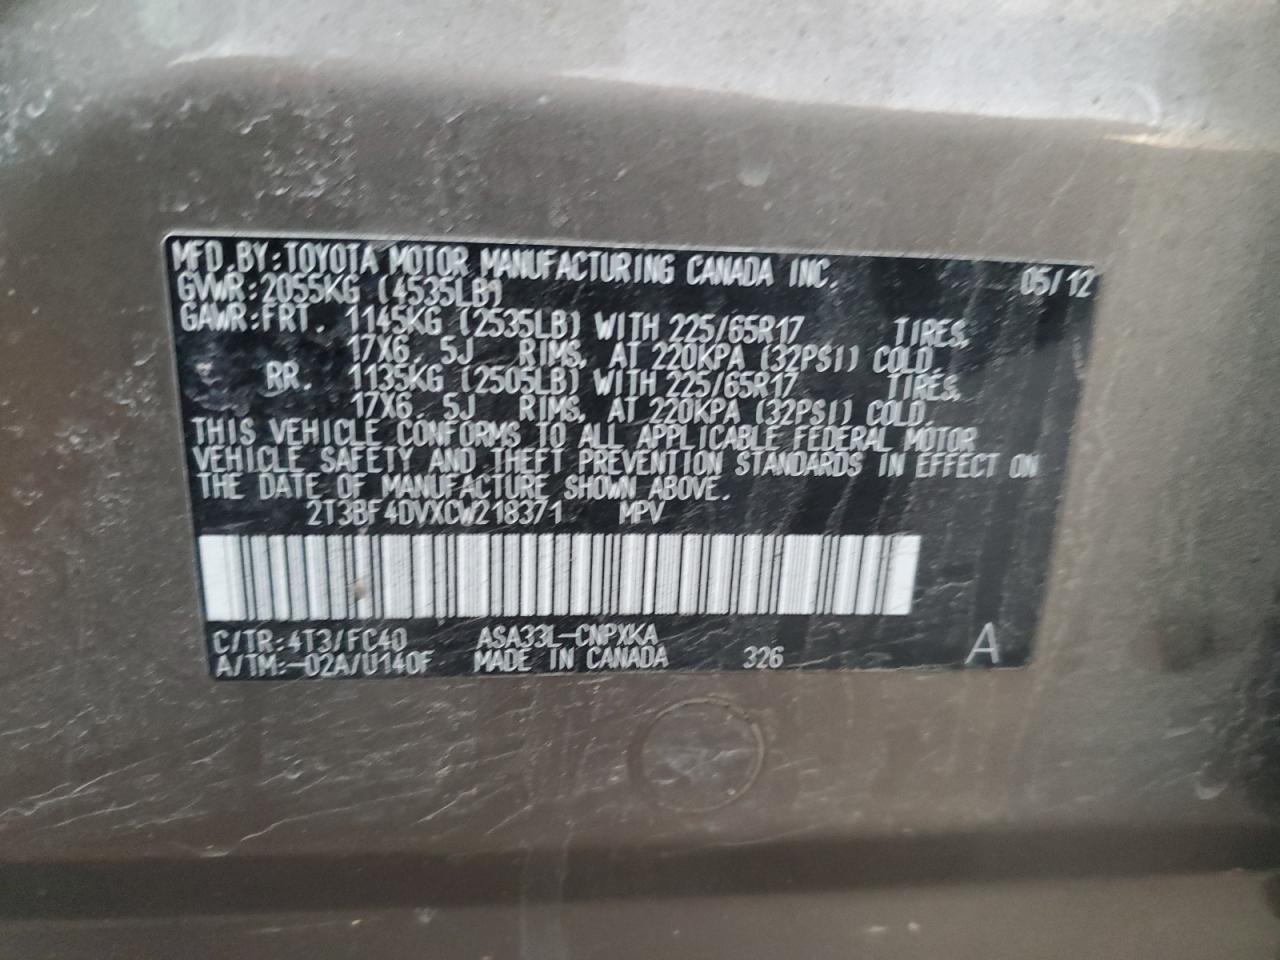 MFD. BY: TOYOTA MOTOR MANUFACTURING CANADA INC. 05/12
GVWR: 2055KG (4535LB)
GAWR: FRT. 1145KG (2535LB) WITH 225/65R17 TIRES,
17X6. 5J RIMS, AT 220KPA (32PSI) COLD.
RR. 1135KG (2505LB) WITH 225/65R17 TIRES,
17X6. 5J RIMS, AT 220KPA (32PSI) COLD.
THIS VEHICLE CONFORMS TO ALL APPLICABLE FEDERAL MOTOR
VEHICLE SAFETY AND THEFT PREVENTION STANDARDS IN EFFECT ON
THE DATE OF MANUFACTURE SHOWN ABOVE.
2T3BF4DVXCW218371 MPV
C/TR: 4T3/FC40 ASA33L-CNPXKA
A/TM: -02A/U140F MADE IN CANADA 326 A